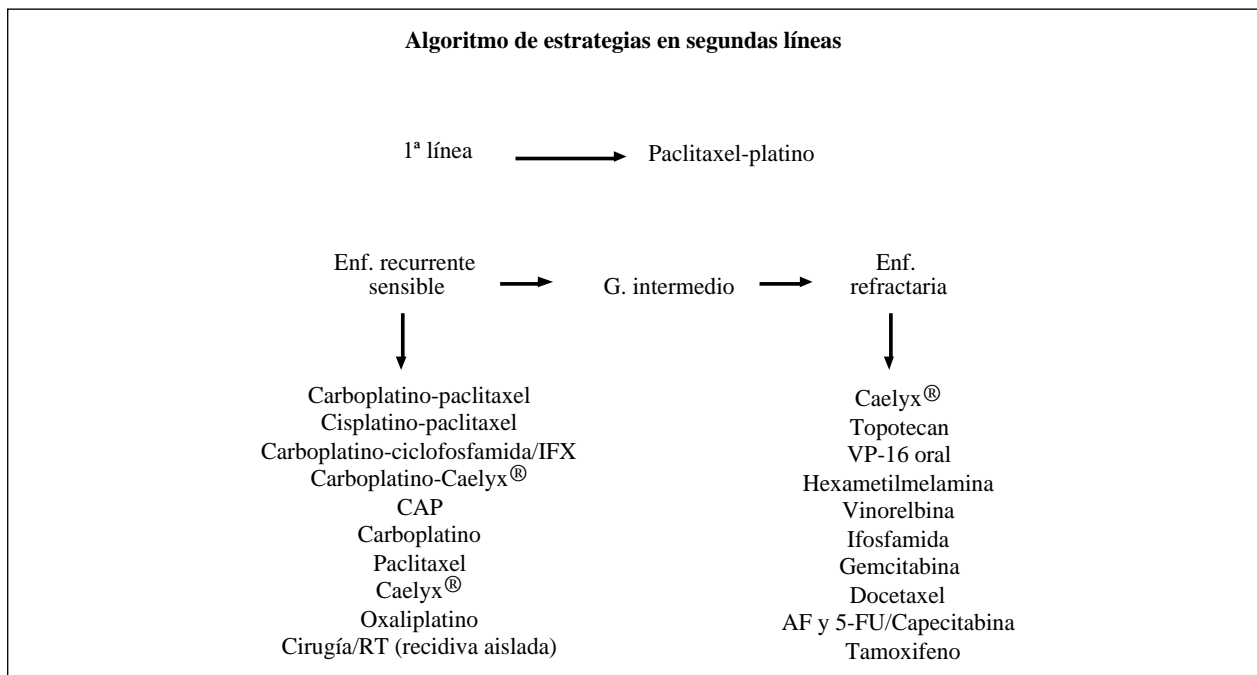 Algoritmo de estrategias en segundas líneas
1ª línea
Paclitaxel-platino
Enf. recurrente
sensible
G. intermedio
Enf.
refractaria
Carboplatino-paclitaxel
Cisplatino-paclitaxel
Carboplatino-ciclofosfamida/IFX
Carboplatino-Caelyx®
CAP
Carboplatino
Paclitaxel
Caelyx®
Oxaliplatino
Cirugía/RT (recidiva aislada)
Caelyx®
Topotecan
VP-16 oral
Hexametilmelamina
Vinorelbina
Ifosfamida
Gemcitabina
Docetaxel
AF y 5-FU/Capecitabina
Tamoxifeno